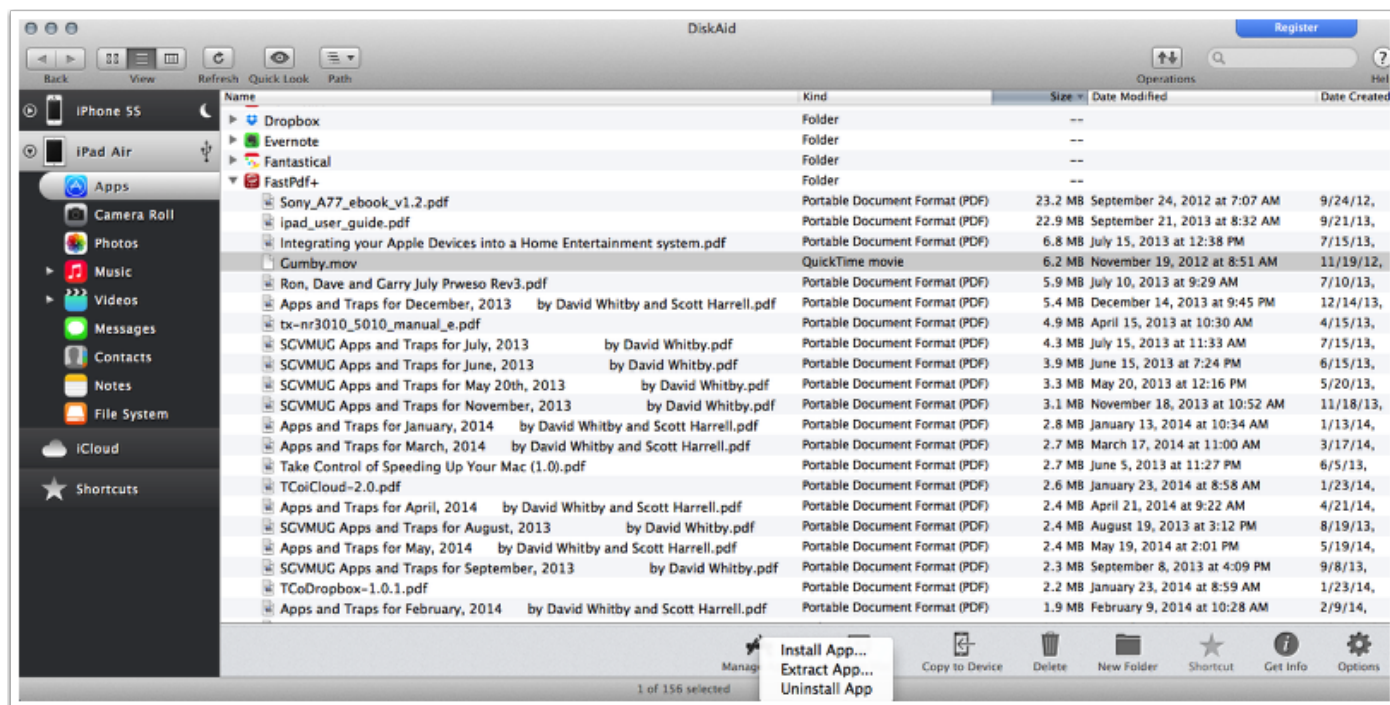 DiskAid
Register
Back View Refresh Quick Look Path Operations Hel
Name Kind Size Date Modified Date Created
iPhone 5S
iPad Air
Apps
Camera Roll
Photos
Music
Videos
Messages
Contacts
Notes
File System
iCloud
Shortcuts
Dropbox Folder --
Evernote Folder --
Fantastical Folder --
FastPdf+ Folder --
Sony_A77_ebook_v1.2.pdf Portable Document Format (PDF) 23.2 MB September 24, 2012 at 7:07 AM 9/24/12,
ipad_user_guide.pdf Portable Document Format (PDF) 22.9 MB September 21, 2013 at 8:32 AM 9/21/13,
Integrating your Apple Devices into a Home Entertainment system.pdf Portable Document Format (PDF) 6.8 MB July 15, 2013 at 12:38 PM 7/15/13,
Gumby.mov QuickTime movie 6.2 MB November 19, 2012 at 8:51 AM 11/19/12,
Ron, Dave and Garry July Prweso Rev3.pdf Portable Document Format (PDF) 5.9 MB July 10, 2013 at 9:29 AM 7/10/13,
Apps and Traps for December, 2013 by David Whitby and Scott Harrell.pdf Portable Document Format (PDF) 5.4 MB December 14, 2013 at 9:45 PM 12/14/13,
tx-nr3010_5010_manual_e.pdf Portable Document Format (PDF) 4.9 MB April 15, 2013 at 10:30 AM 4/15/13,
SGVMUG Apps and Traps for July, 2013 by David Whitby.pdf Portable Document Format (PDF) 4.3 MB July 15, 2013 at 11:33 AM 7/15/13,
SGVMUG Apps and Traps for June, 2013 by David Whitby.pdf Portable Document Format (PDF) 3.9 MB June 15, 2013 at 7:24 PM 6/15/13,
SGVMUG Apps and Traps for May 20th, 2013 by David Whitby.pdf Portable Document Format (PDF) 3.3 MB May 20, 2013 at 12:16 PM 5/20/13,
SGVMUG Apps and Traps for November, 2013 by David Whitby.pdf Portable Document Format (PDF) 3.1 MB November 18, 2013 at 10:52 AM 11/18/13,
Apps and Traps for January, 2014 by David Whitby and Scott Harrell.pdf Portable Document Format (PDF) 2.8 MB January 13, 2014 at 10:34 AM 1/13/14,
Apps and Traps for March, 2014 by David Whitby and Scott Harrell.pdf Portable Document Format (PDF) 2.7 MB March 17, 2014 at 11:00 AM 3/17/14,
Take Control of Speeding Up Your Mac (1.0).pdf Portable Document Format (PDF) 2.7 MB June 5, 2013 at 11:27 PM 6/5/13,
TCoiCloud-2.0.pdf Portable Document Format (PDF) 2.6 MB January 23, 2014 at 8:58 AM 1/23/14,
Apps and Traps for April, 2014 by David Whitby and Scott Harrell.pdf Portable Document Format (PDF) 2.4 MB April 21, 2014 at 9:22 AM 4/21/14,
SGVMUG Apps and Traps for August, 2013 by David Whitby.pdf Portable Document Format (PDF) 2.4 MB August 19, 2013 at 3:12 PM 8/19/13,
Apps and Traps for May, 2014 by David Whitby and Scott Harrell.pdf Portable Document Format (PDF) 2.4 MB May 19, 2014 at 2:01 PM 5/19/14,
SGVMUG Apps and Traps for September, 2013 by David Whitby.pdf Portable Document Format (PDF) 2.3 MB September 8, 2013 at 4:09 PM 9/8/13,
TCoDropbox-1.0.1.pdf Portable Document Format (PDF) 2.2 MB January 23, 2014 at 8:59 AM 1/23/14,
Apps and Traps for February, 2014 by David Whitby and Scott Harrell.pdf Portable Document Format (PDF) 1.9 MB February 9, 2014 at 10:28 AM 2/9/14,
Install App...
Extract App...
Uninstall App
Manag Copy to Device Delete New Folder Shortcut Get Info Options
1 of 156 selected